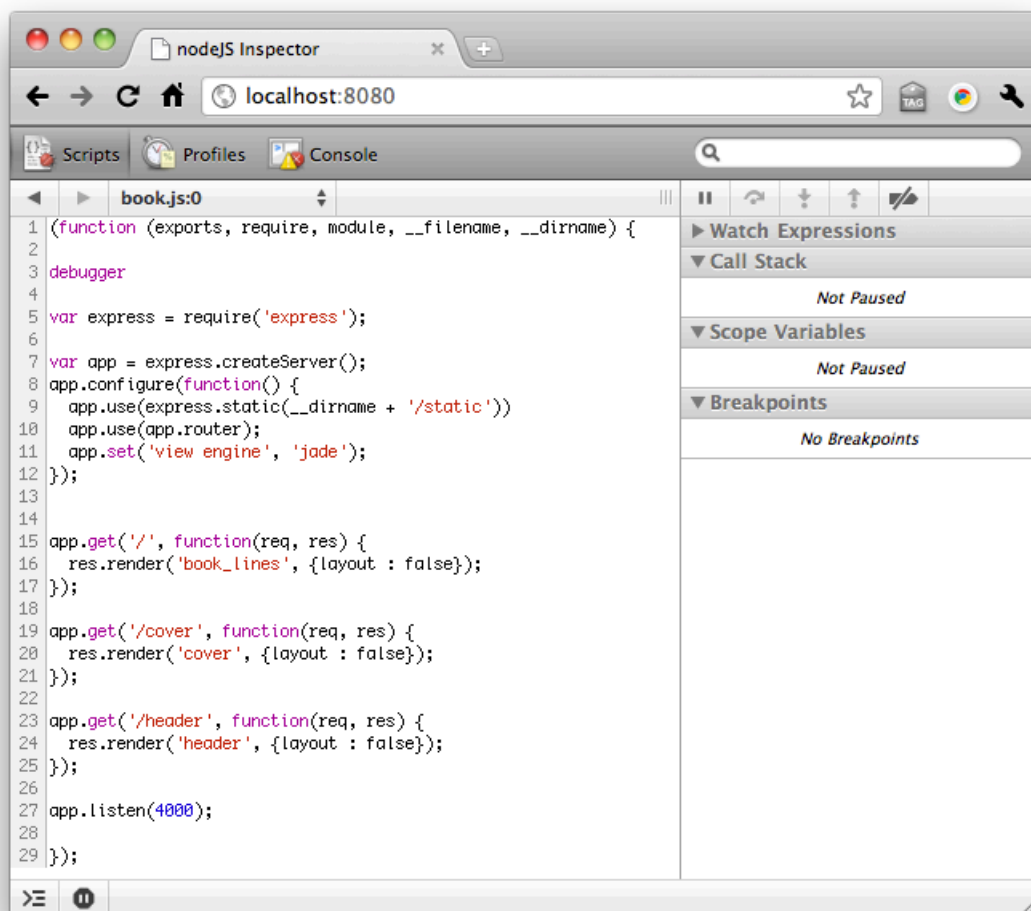 nodeJS Inspector
localhost:8080
TAG
Scripts Profiles Console
book.js:0
1 (function (exports, require, module, __filename, __dirname) {
2
3 debugger
4
5 var express = require('express');
6
7 var app = express.createServer();
8 app.configure(function() {
9   app.use(express.static(__dirname + '/static'))
10   app.use(app.router);
11   app.set('view engine', 'jade');
12 });
13
14
15 app.get('/', function(req, res) {
16   res.render('book_lines', {layout : false});
17 });
18
19 app.get('/cover', function(req, res) {
20   res.render('cover', {layout : false});
21 });
22
23 app.get('/header', function(req, res) {
24   res.render('header', {layout : false});
25 });
26
27 app.listen(4000);
28
29 });
Watch Expressions
Call Stack
Not Paused
Scope Variables
Not Paused
Breakpoints
No Breakpoints